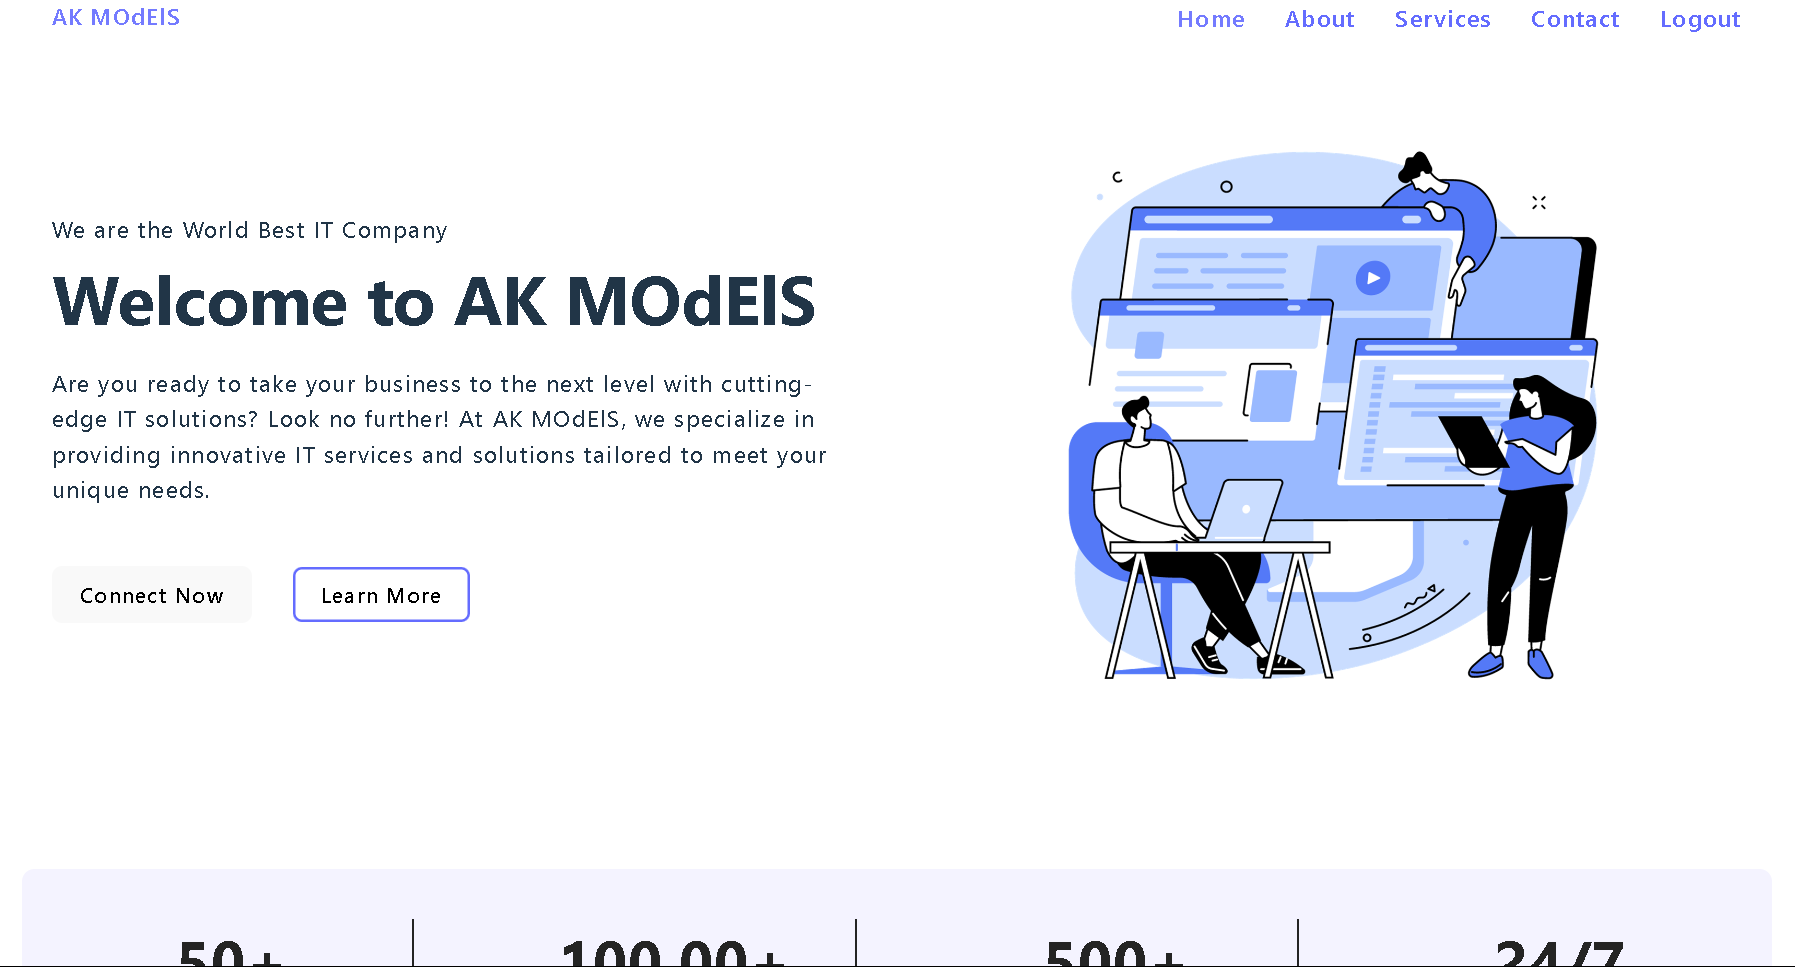 AK MOdElS
Home About Services Contact Logout
We are the World Best IT Company
Welcome to AK MOdElS
Are you ready to take your business to the next level with cutting-
edge IT solutions? Look no further! At AK MOdElS, we specialize in
providing innovative IT services and solutions tailored to meet your
unique needs.
Connect Now Learn More
50+ 100,00+ 500+ 24/7